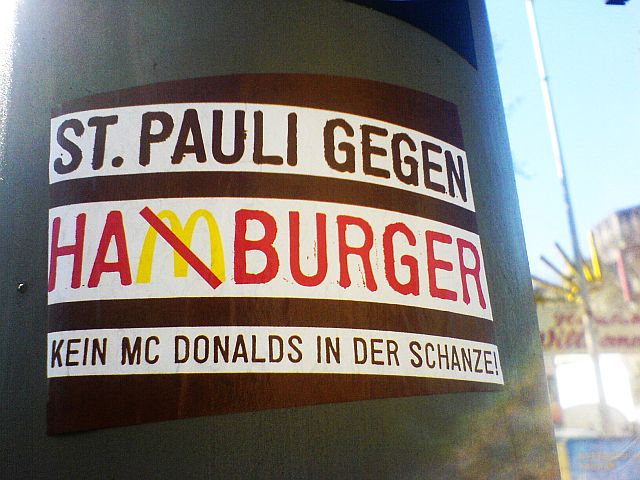 ST. PAULI GEGEN
HAMBURGER
KEIN MC DONALDS IN DER SCHANZE!